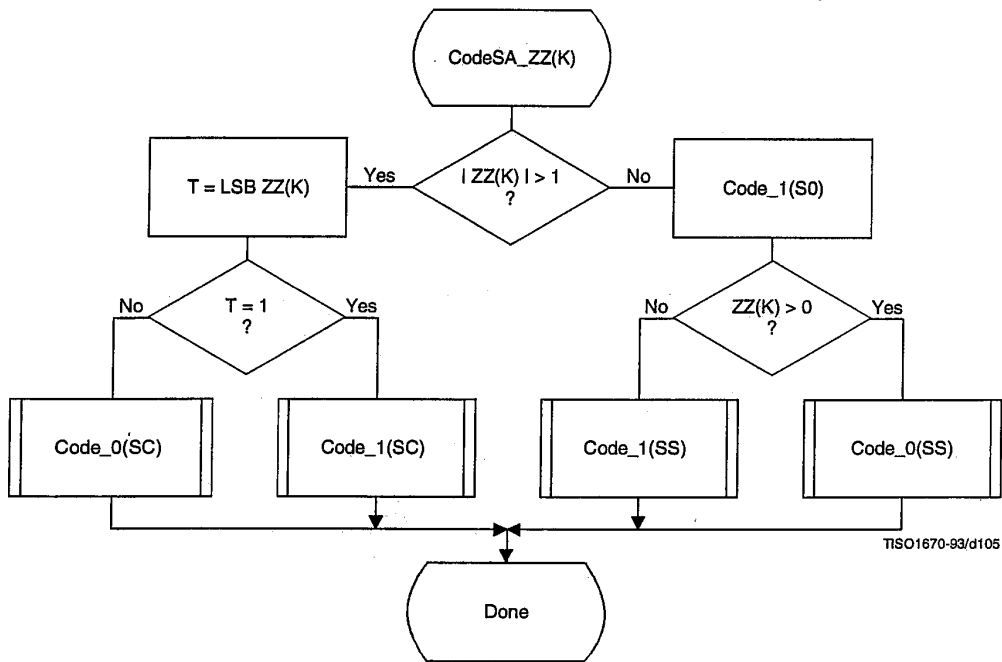 CodeSA_ZZ(K)
T = LSB ZZ(K)
Yes
| ZZ(K) | > 1
?
No
Code_1(S0)
No
T = 1
?
Yes
No
ZZ(K) > 0
?
Yes
Code_0(SC)
Code_1(SC)
Code_1(SS)
Code_0(SS)
TISO1670-93/d105
Done